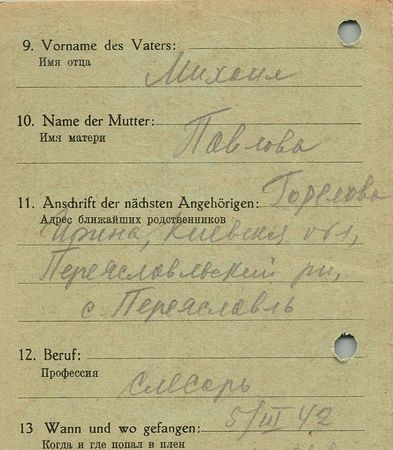 9. Vorname des Vaters:
Имя отца
Михаил
10. Name der Mutter:
Имя матери
Павлова
11. Anschrift der nächsten Angehörigen: Горелова
Адрес ближайших родственников
Ирина, Киевская обл,
Переяславльский рн,
с. Переяславль
12. Beruf:
Профессия
слесарь
13 Wann und wo gefangen: 5/III 42
Когда и где попал в плен